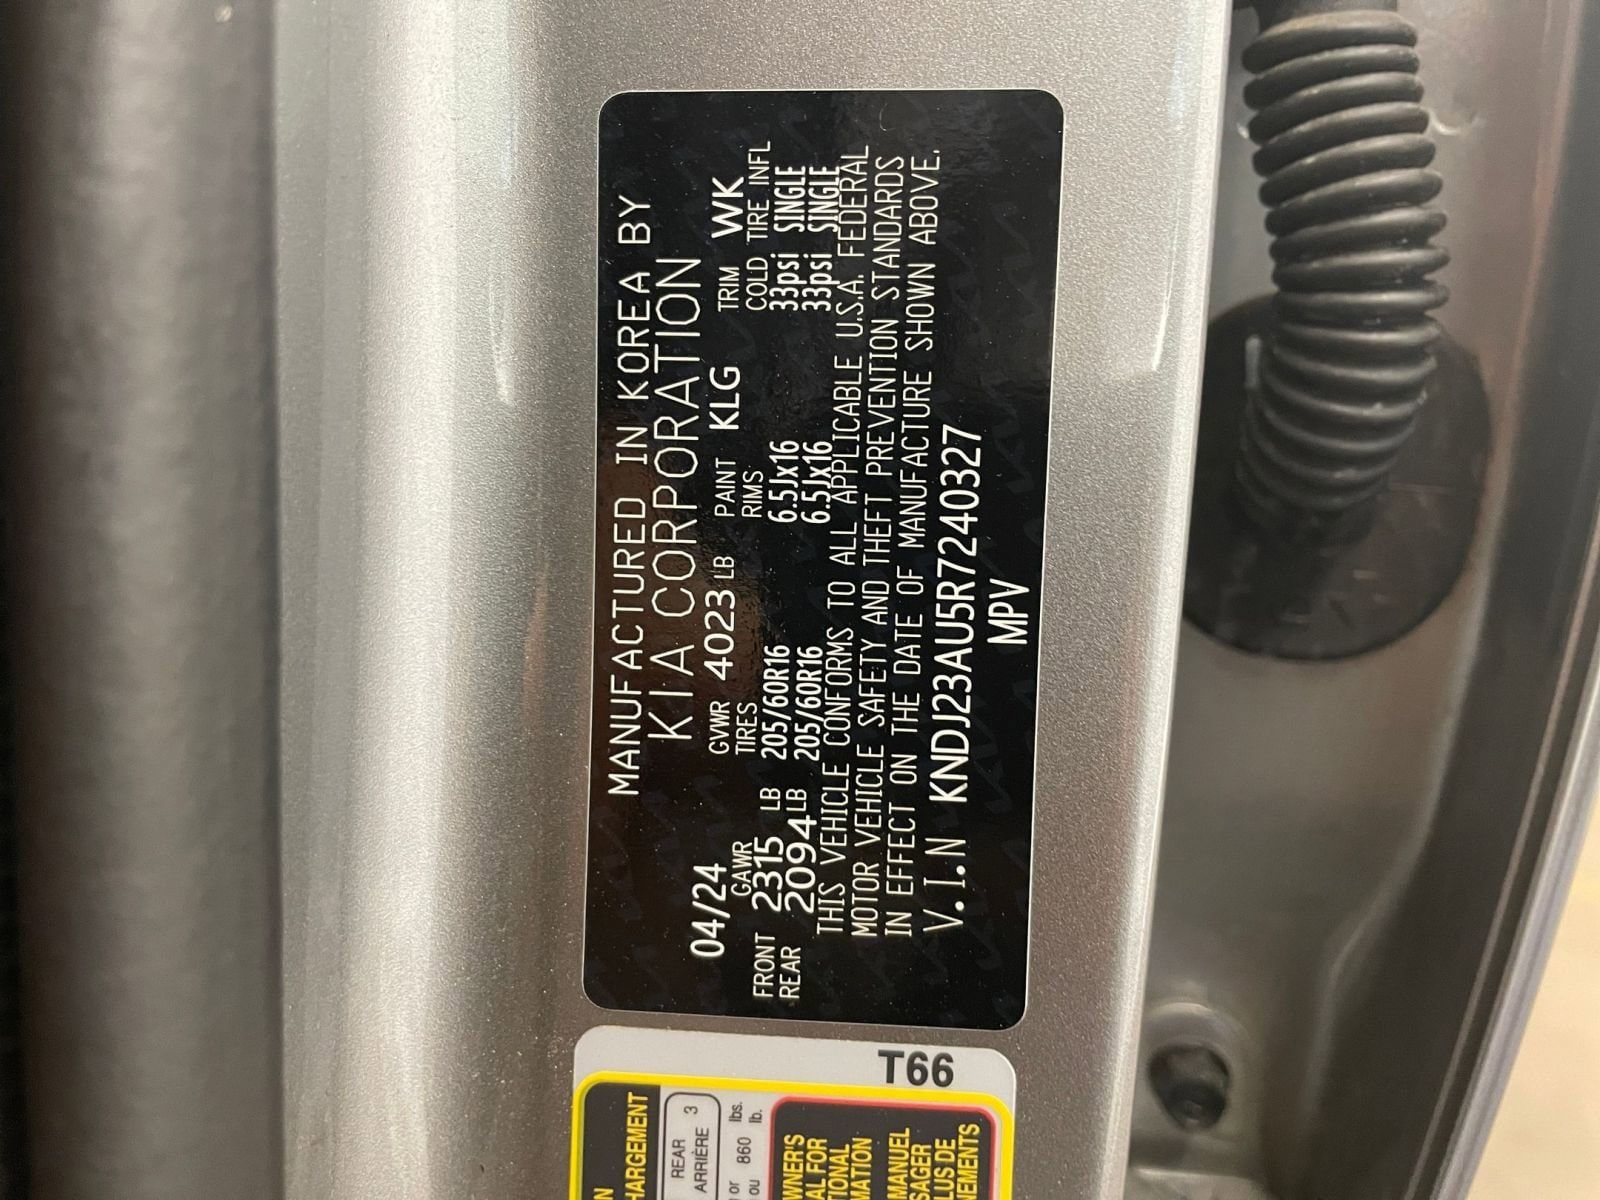 MANUFACTURED IN KOREA BY
KIA CORPORATION
04/24 GVWR 4023 LB PAINT KLG TRIM WK
GAWR TIRES RIMS COLD TIRE INFL
FRONT 2315 LB 205/60R16 6.5Jx16 33psi SINGLE
REAR 2094 LB 205/60R16 6.5Jx16 33psi SINGLE
THIS VEHICLE CONFORMS TO ALL APPLICABLE U.S.A. FEDERAL
MOTOR VEHICLE SAFETY AND THEFT PREVENTION STANDARDS
IN EFFECT ON THE DATE OF MANUFACTURE SHOWN ABOVE.
V.I.N KNDJ23AU5R7240327
MPV
T66
REAR
ARRIÈRE 3
or 860 lbs.
ou lb.
MANUEL